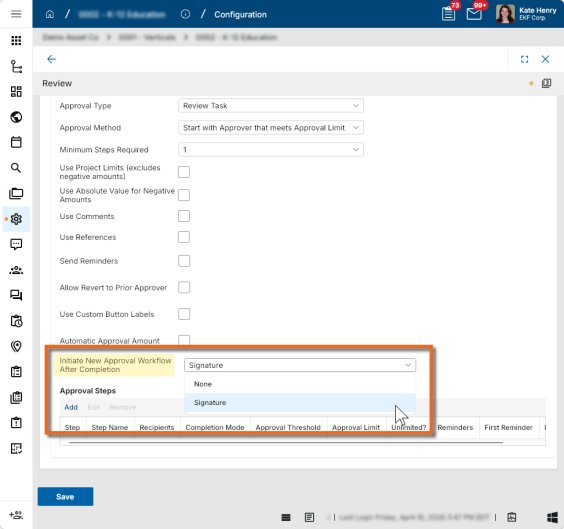 73
99+
Kate Henry
EKF Corp.
/ 0002 - K-12 Education / Configuration
Demo Asset Co > 0001 - Verticals > 0002 - K-12 Education
Review
Approval Type Review Task
Approval Method Start with Approver that meets Approval Limit
Minimum Steps Required 1
Use Project Limits (excludes
negative amounts)
Use Absolute Value for Negative
Amounts
Use Comments
Use References
Send Reminders
Allow Revert to Prior Approver
Use Custom Button Labels
Automatic Approval Amount
Initiate New Approval Workflow
After Completion
Signature
None
Signature
Approval Steps
Add Edit Remove
Step Step Name Recipients Completion Mode Approval Threshold Approval Limit Unlimited? Reminders First Reminder
Save
| Last Login Friday, April 10, 2026 3:47 PM EDT |